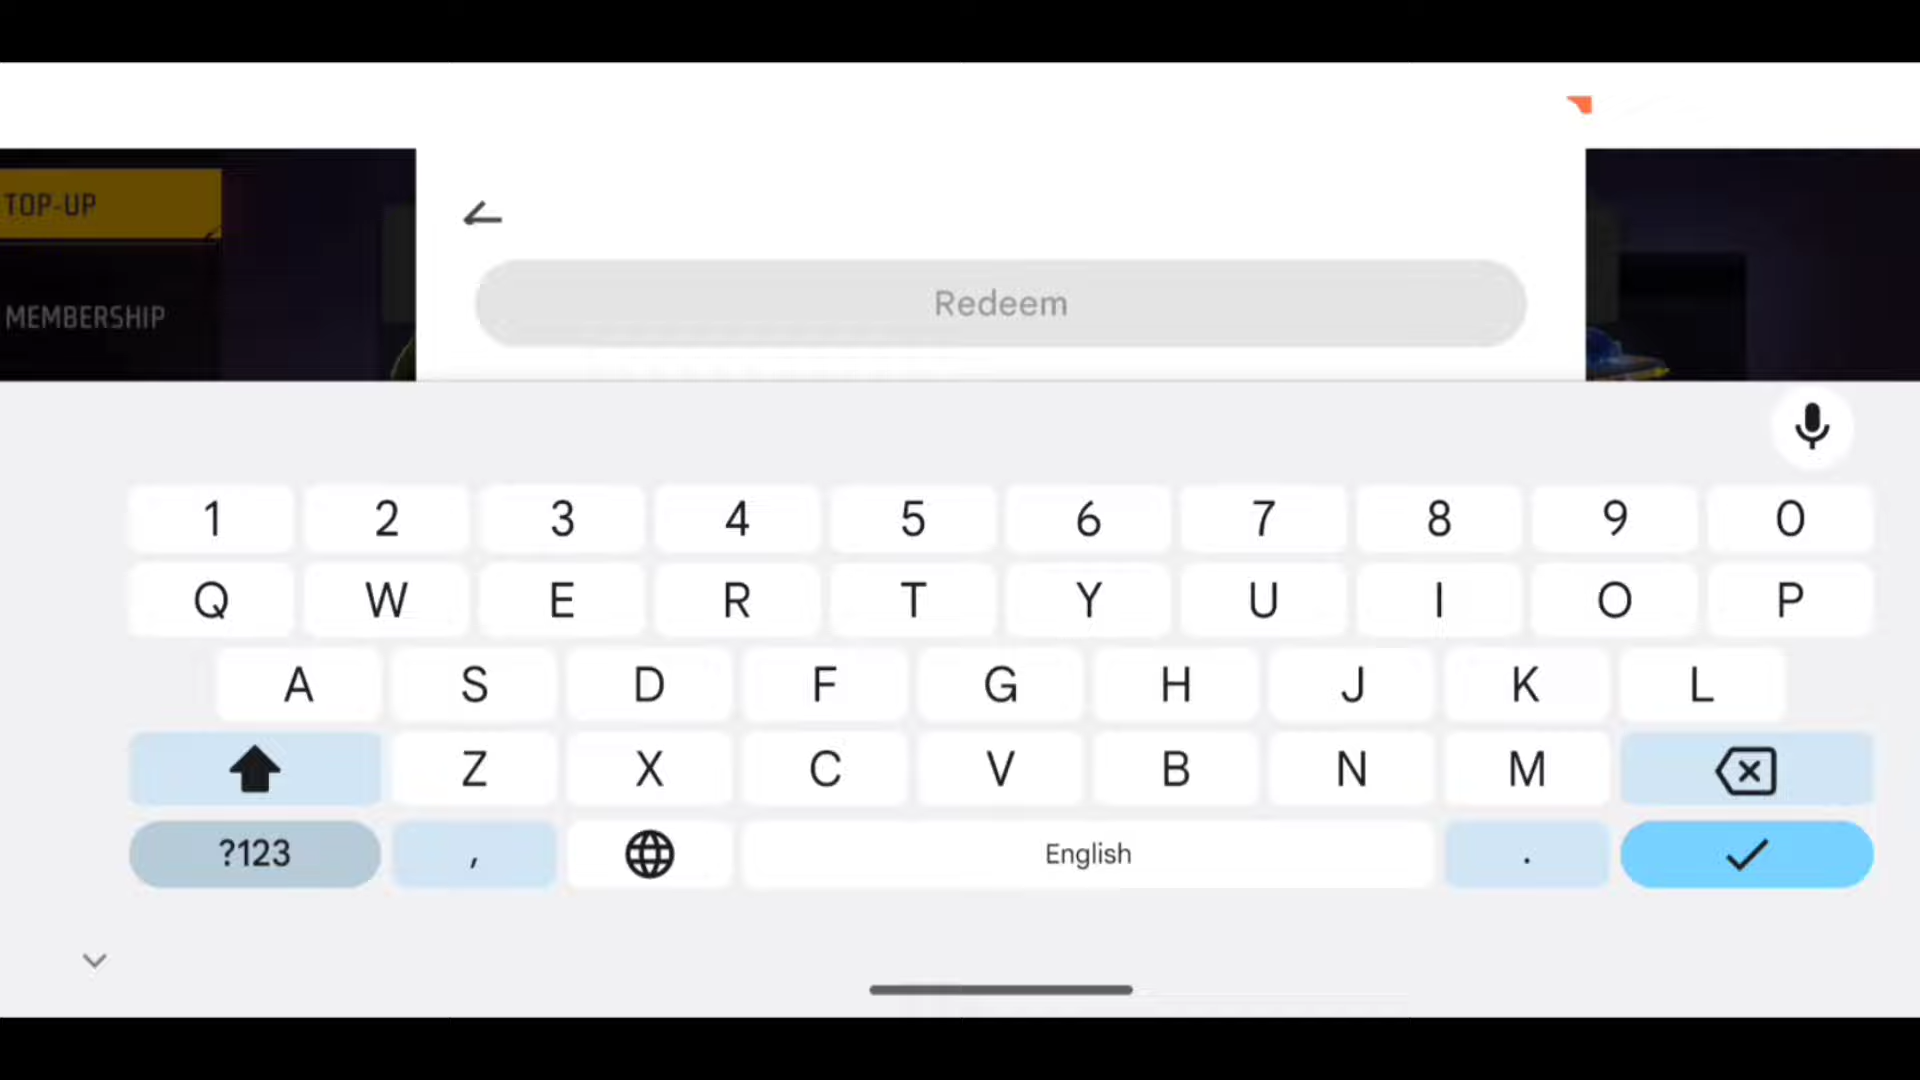 TOP-UP
MEMBERSHIP
Redeem
1 2 3 4 5 6 7 8 9 0
Q W E R T Y U I O P
A S D F G H J K L
Z X C V B N M
?123 , English .